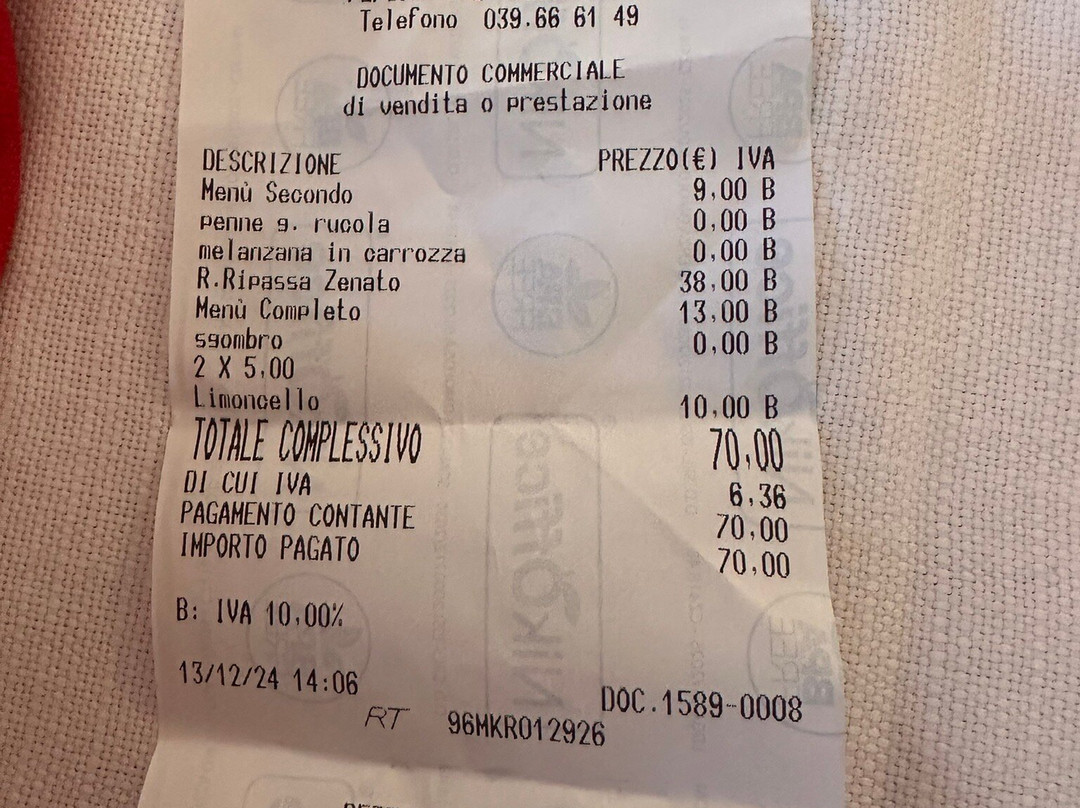 Telefono 039.66 61 49
DOCUMENTO COMMERCIALE
di vendita o prestazione
DESCRIZIONE PREZZO(€) IVA
Menù Secondo 9,00 B
penne g. rucola 0,00 B
melanzana in carrozza 0,00 B
R.Ripassa Zenato 38,00 B
Menù Completo 13,00 B
sgombro 0,00 B
2 X 5,00
Limoncello 10,00 B
TOTALE COMPLESSIVO 70,00
DI CUI IVA 6,36
PAGAMENTO CONTANTE 70,00
IMPORTO PAGATO 70,00
B: IVA 10,00%
13/12/24 14:06 DOC.1589-0008
RT 96MKR012926